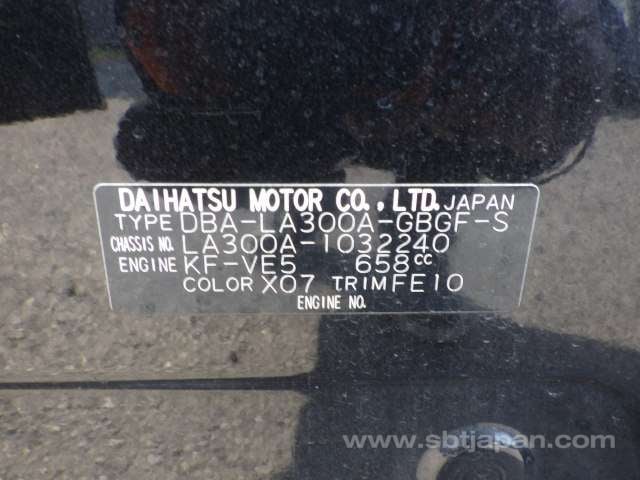 DAIHATSU MOTOR CO., LTD. JAPAN
TYPE DBA-LA300A-GBGF-S
CHASSIS NO. LA300A-1032240
ENGINE KF-VE5 658cc
COLOR X07 TRIM FE10
ENGINE NO.
www.sbtjapan.com